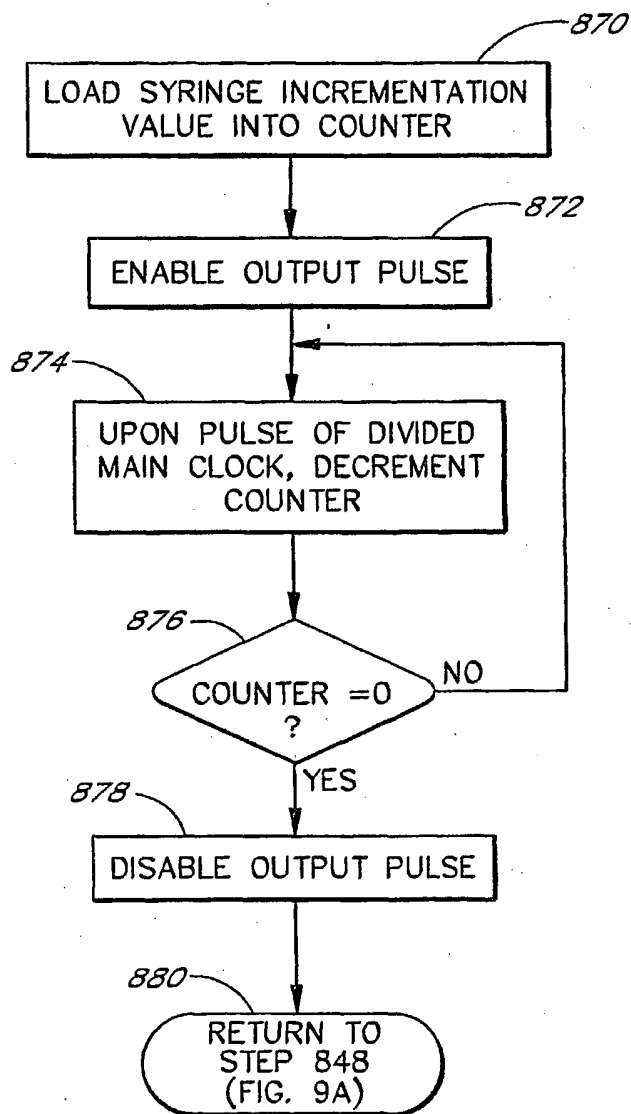 870
LOAD SYRINGE INCREMENTATION
VALUE INTO COUNTER
872
ENABLE OUTPUT PULSE
874
UPON PULSE OF DIVIDED
MAIN CLOCK, DECREMENT
COUNTER
876
COUNTER =0
?
NO
YES
878
DISABLE OUTPUT PULSE
880
RETURN TO
STEP 848
(FIG. 9A)